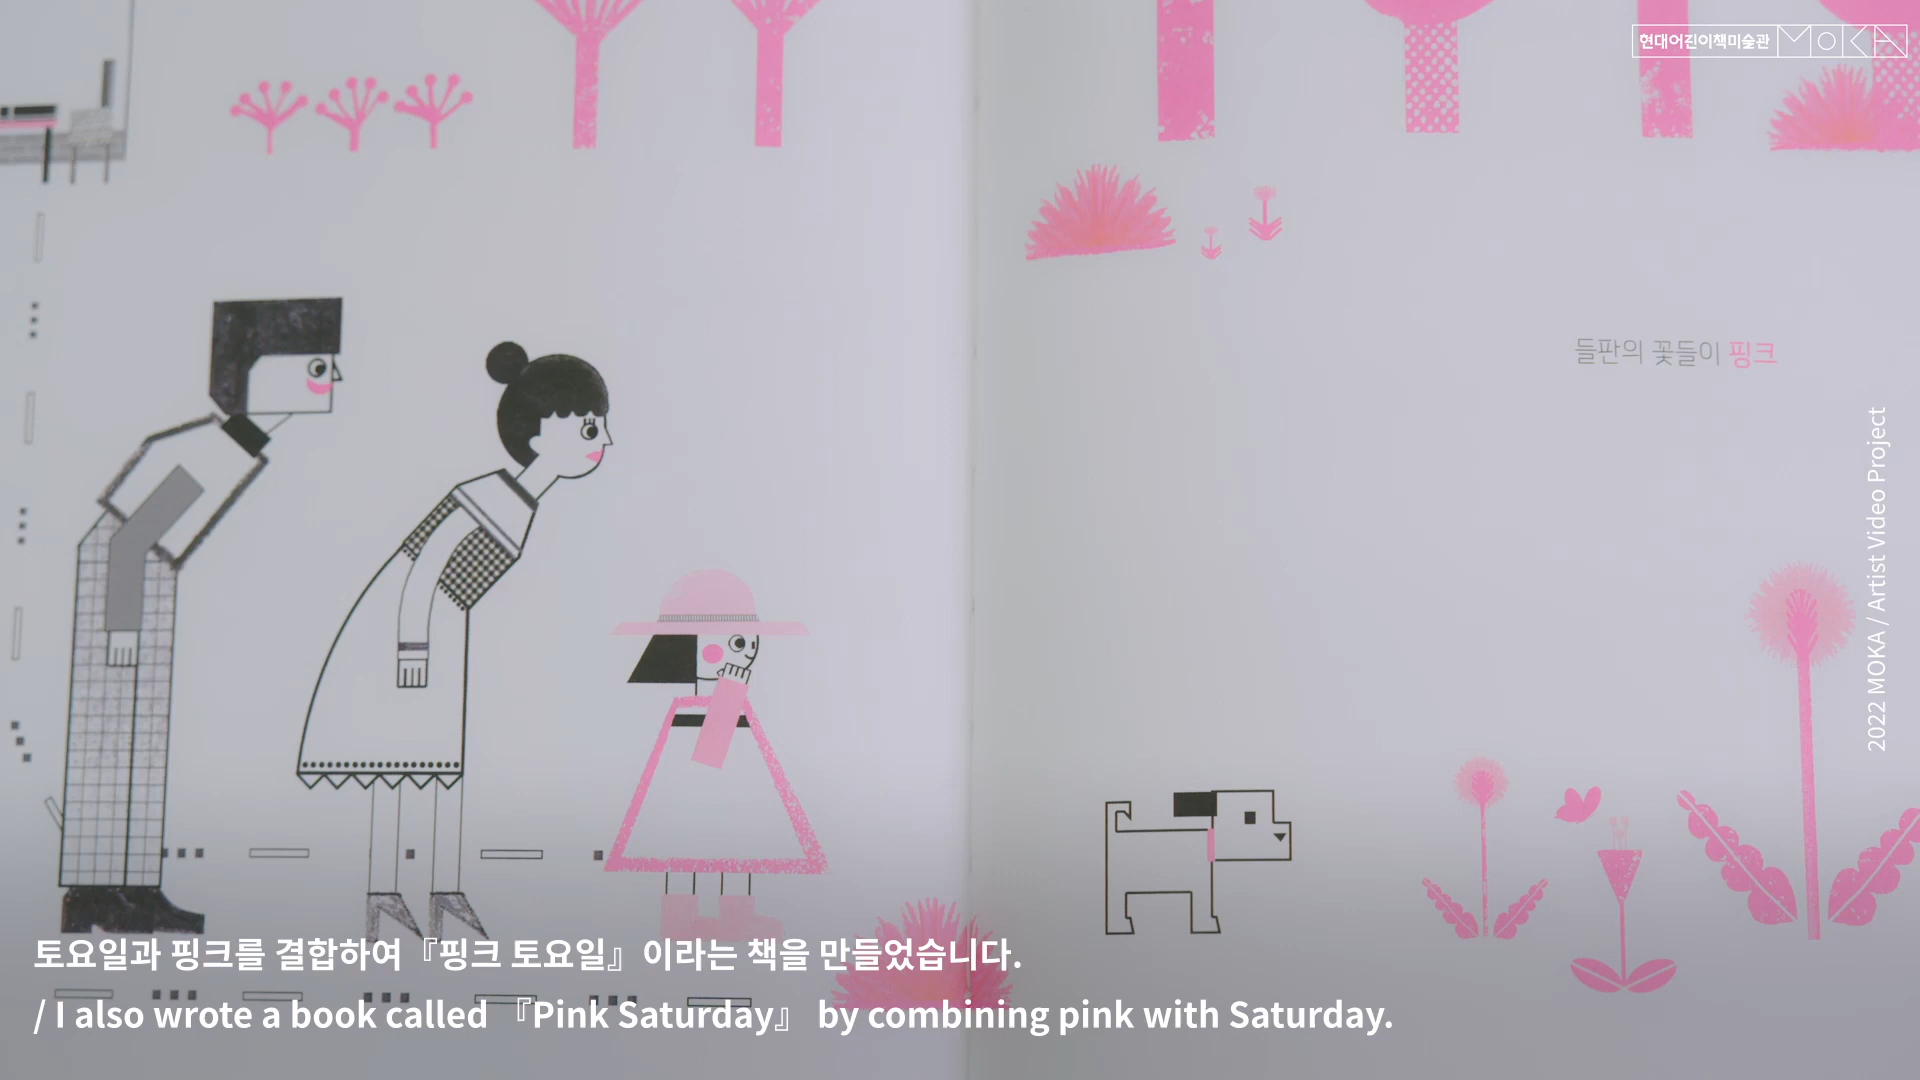 현대어린이책미술관 MOKA
들판의 꽃들이 핑크
2022 MOKA / Artist Video Project
토요일과 핑크를 결합하여 『핑크 토요일』이라는 책을 만들었습니다.
/ I also wrote a book called 『Pink Saturday』 by combining pink with Saturday.